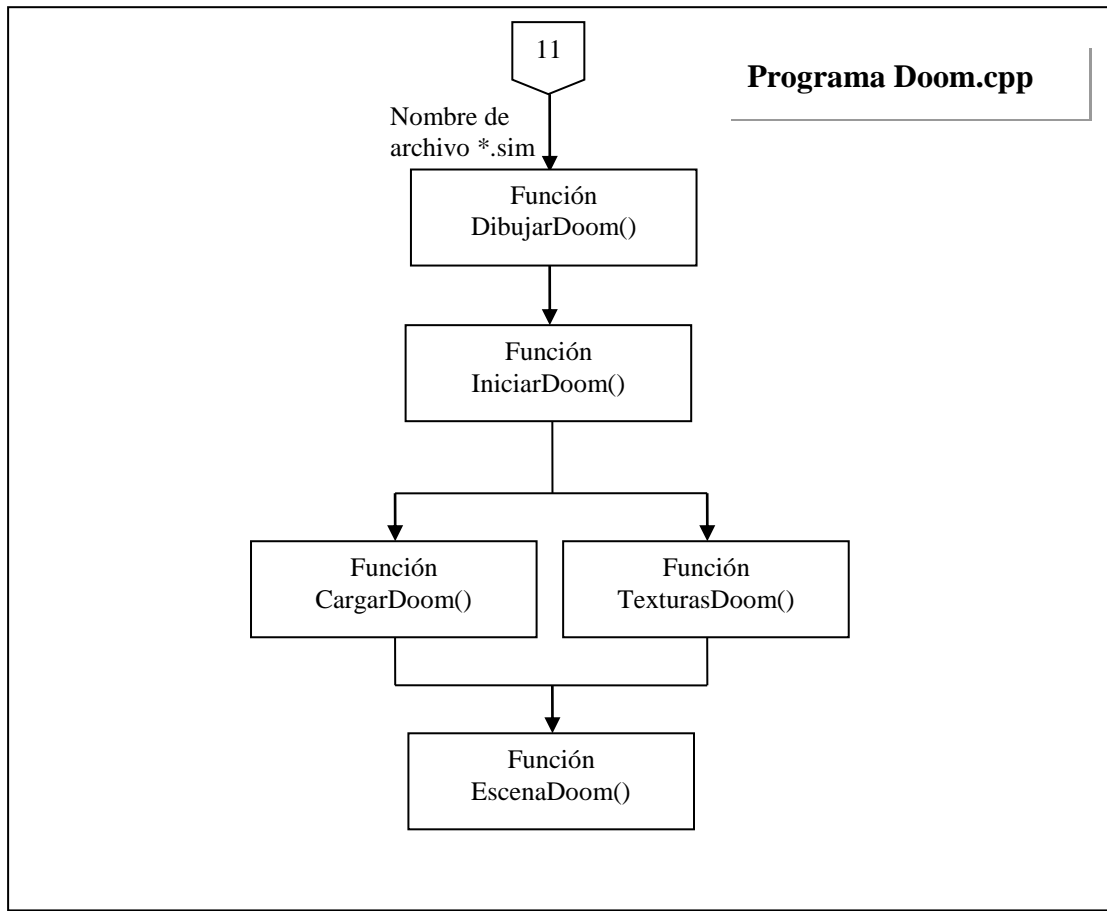 11
Programa Doom.cpp
Nombre de
archivo *.sim
Función
DibujarDoom()
Función
IniciarDoom()
Función
CargarDoom()
Función
TexturasDoom()
Función
EscenaDoom()